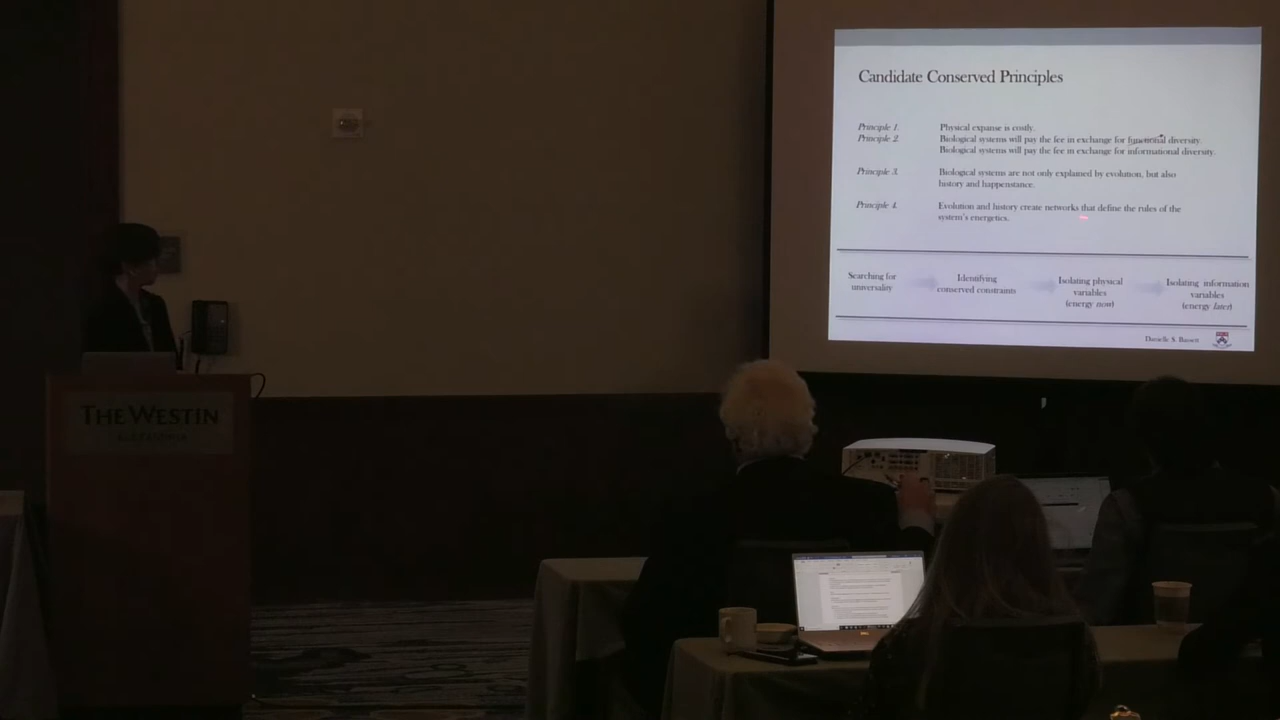 Candidate Conserved Principles
Principle 1. Physical expanse is costly.
Principle 2. Biological systems will pay the fee in exchange for functional diversity.
Biological systems will pay the fee in exchange for informational diversity.
Principle 3. Biological systems are not only explained by evolution, but also
history and happenstance.
Principle 4. Evolution and history create networks that define the rules of the
system's energetics.
Searching for
universality
Identifying
conserved constraints
Isolating physical
variables
(energy now)
Isolating information
variables
(energy later)
Danielle S. Bassett
THE WESTIN